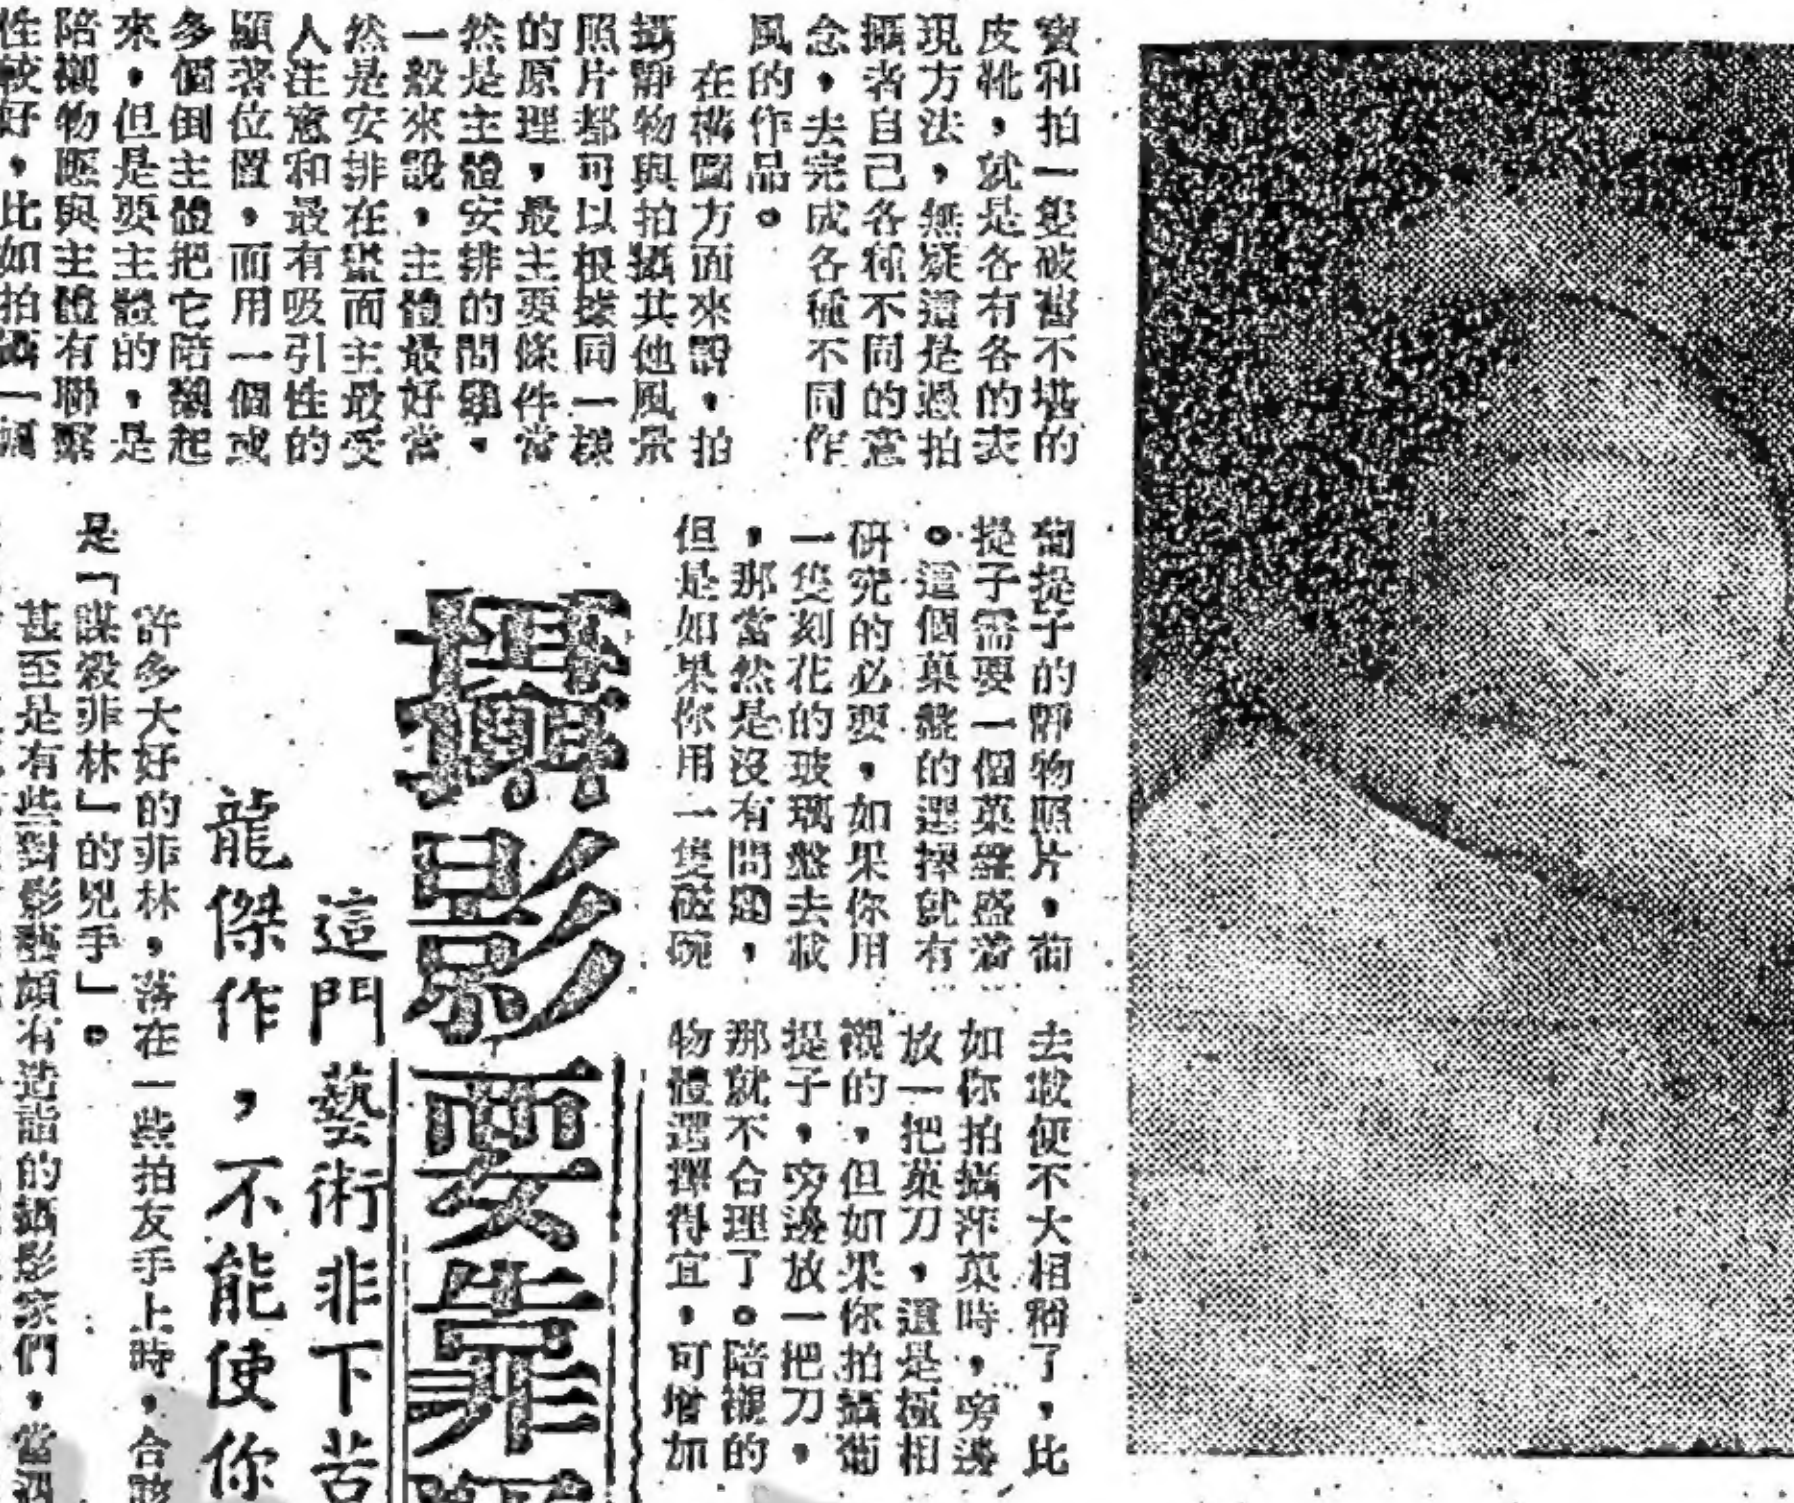 寶和拍一隻破舊不堪的
皮靴,就是各有各的表
現方法,無疑這是憑拍
攝者自己各種不同的意
念,去完成各種不同作
風的作品。
在構圖方面來說,拍
攝靜物與拍攝其他風景
照片都可以根據同一樣
的原理,最主要條件當
然是主體安排的問題,
一般來說,主體最好當
然是安排在畫面主最受
人注意和最有吸引性的
顯著位置,而用一個或
多個倒主體把它陪襯起
來,但是要主體的,是
陪襯物應與主體有聯繫
性較好,比如拍攝一幅
葡提子的靜物照片,葡
提子需要一個菓盤盛着
。這個菓盤的選擇就有
研究的必要,如果你用
一隻刻花的玻璃盤去載
,那當然是沒有問題,
但是如果你用一隻破碗
去載便不大相稱了,比
如你拍攝洋菓時,旁邊
放一把菓刀,這是極相
襯的,但如果你拍攝葡
提子,旁邊放一把刀,
那就不合理了。陪襯的
物體選擇得宜,可增加
攝影要靠
這門藝術非下苦
龍傑作,不能使你
許多大好的菲林,落在一些拍友手上時,合
是「謀殺菲林」的兇手」。
甚至是有些對影藝頗有造詣的攝影家們,當